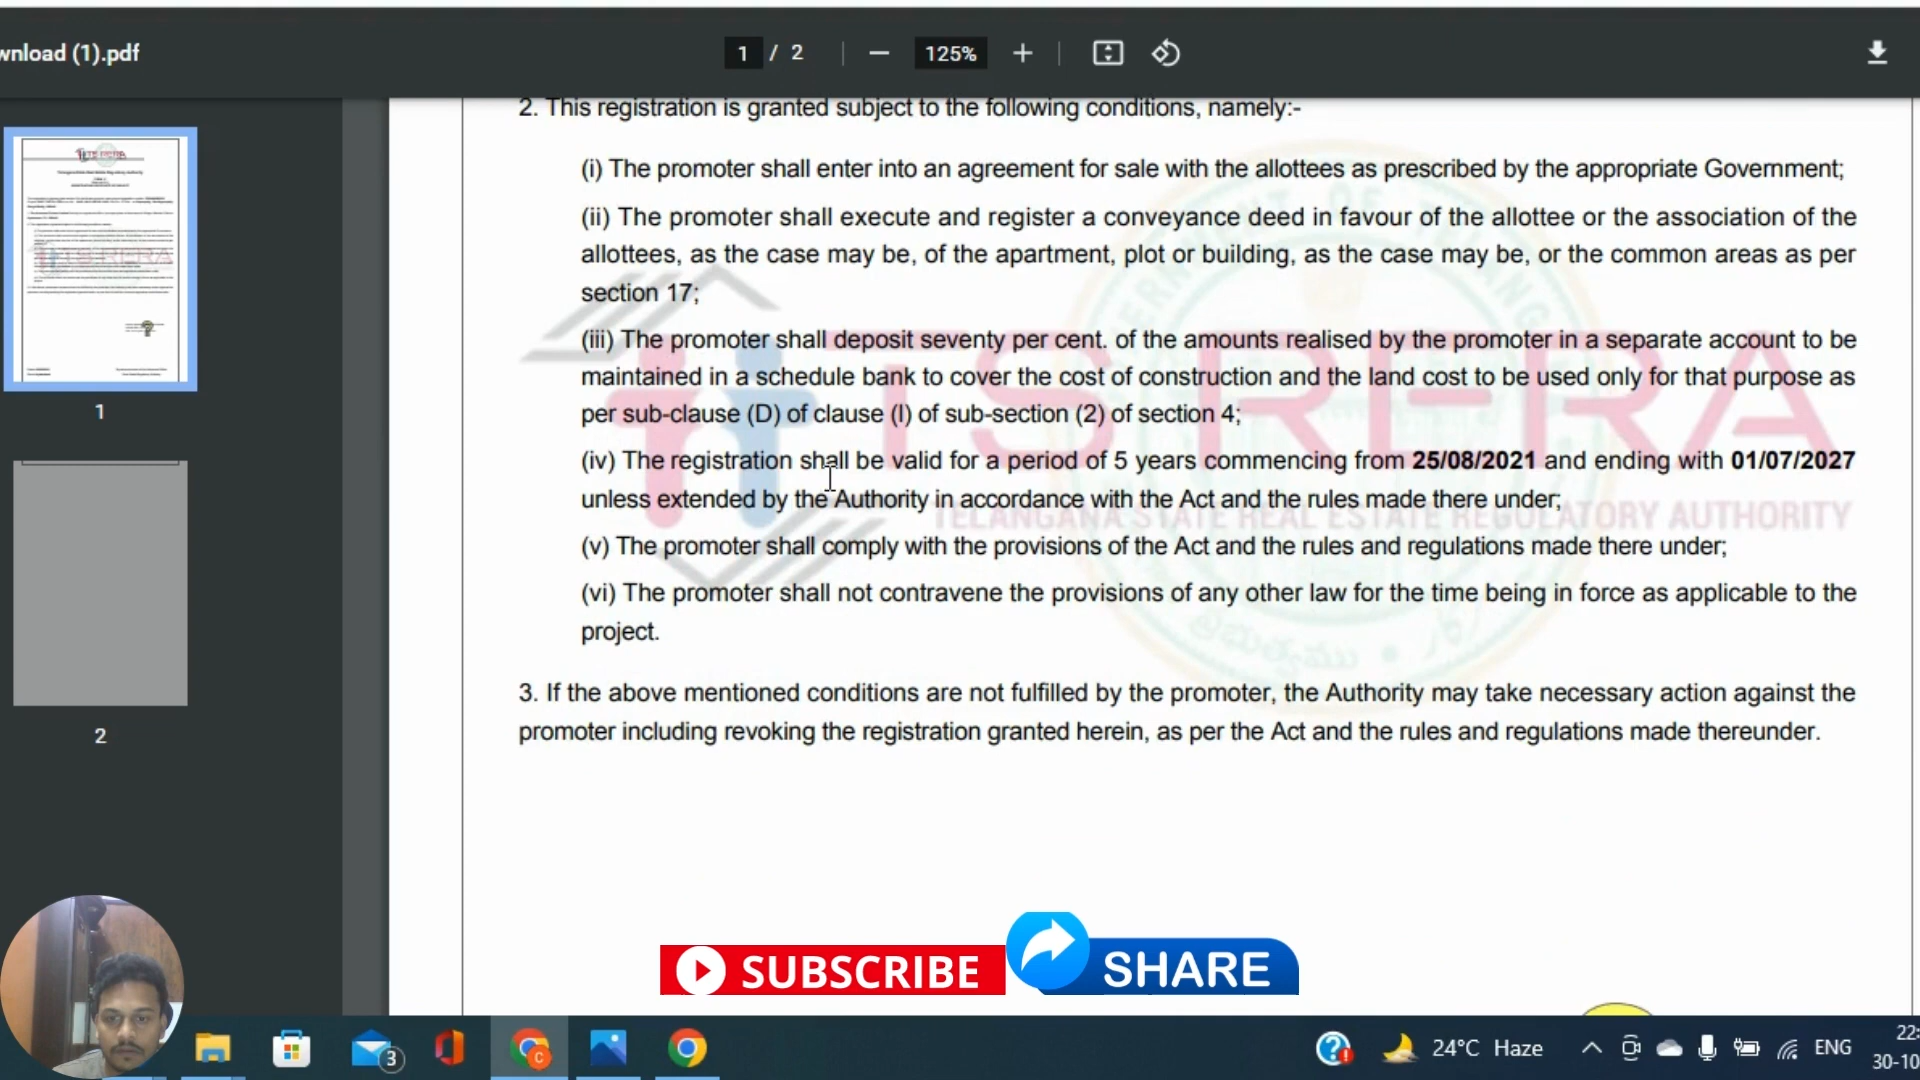 wnload (1).pdf
1 / 2
125%
2. This registration is granted subject to the following conditions, namely:-
(i) The promoter shall enter into an agreement for sale with the allottees as prescribed by the appropriate Government;
(ii) The promoter shall execute and register a conveyance deed in favour of the allottee or the association of the
allottees, as the case may be, of the apartment, plot or building, as the case may be, or the common areas as per
section 17;
(iii) The promoter shall deposit seventy per cent. of the amounts realised by the promoter in a separate account to be
maintained in a schedule bank to cover the cost of construction and the land cost to be used only for that purpose as
per sub-clause (D) of clause (I) of sub-section (2) of section 4;
(iv) The registration shall be valid for a period of 5 years commencing from 25/08/2021 and ending with 01/07/2027
unless extended by the Authority in accordance with the Act and the rules made there under;
(v) The promoter shall comply with the provisions of the Act and the rules and regulations made there under;
(vi) The promoter shall not contravene the provisions of any other law for the time being in force as applicable to the
project.
3. If the above mentioned conditions are not fulfilled by the promoter, the Authority may take necessary action against the
promoter including revoking the registration granted herein, as per the Act and the rules and regulations made thereunder.
TS RERA
TELANGANA STATE REAL ESTATE REGULATORY AUTHORITY
1
2
SUBSCRIBE
SHARE
3
24°C Haze
ENG
22:
30-10